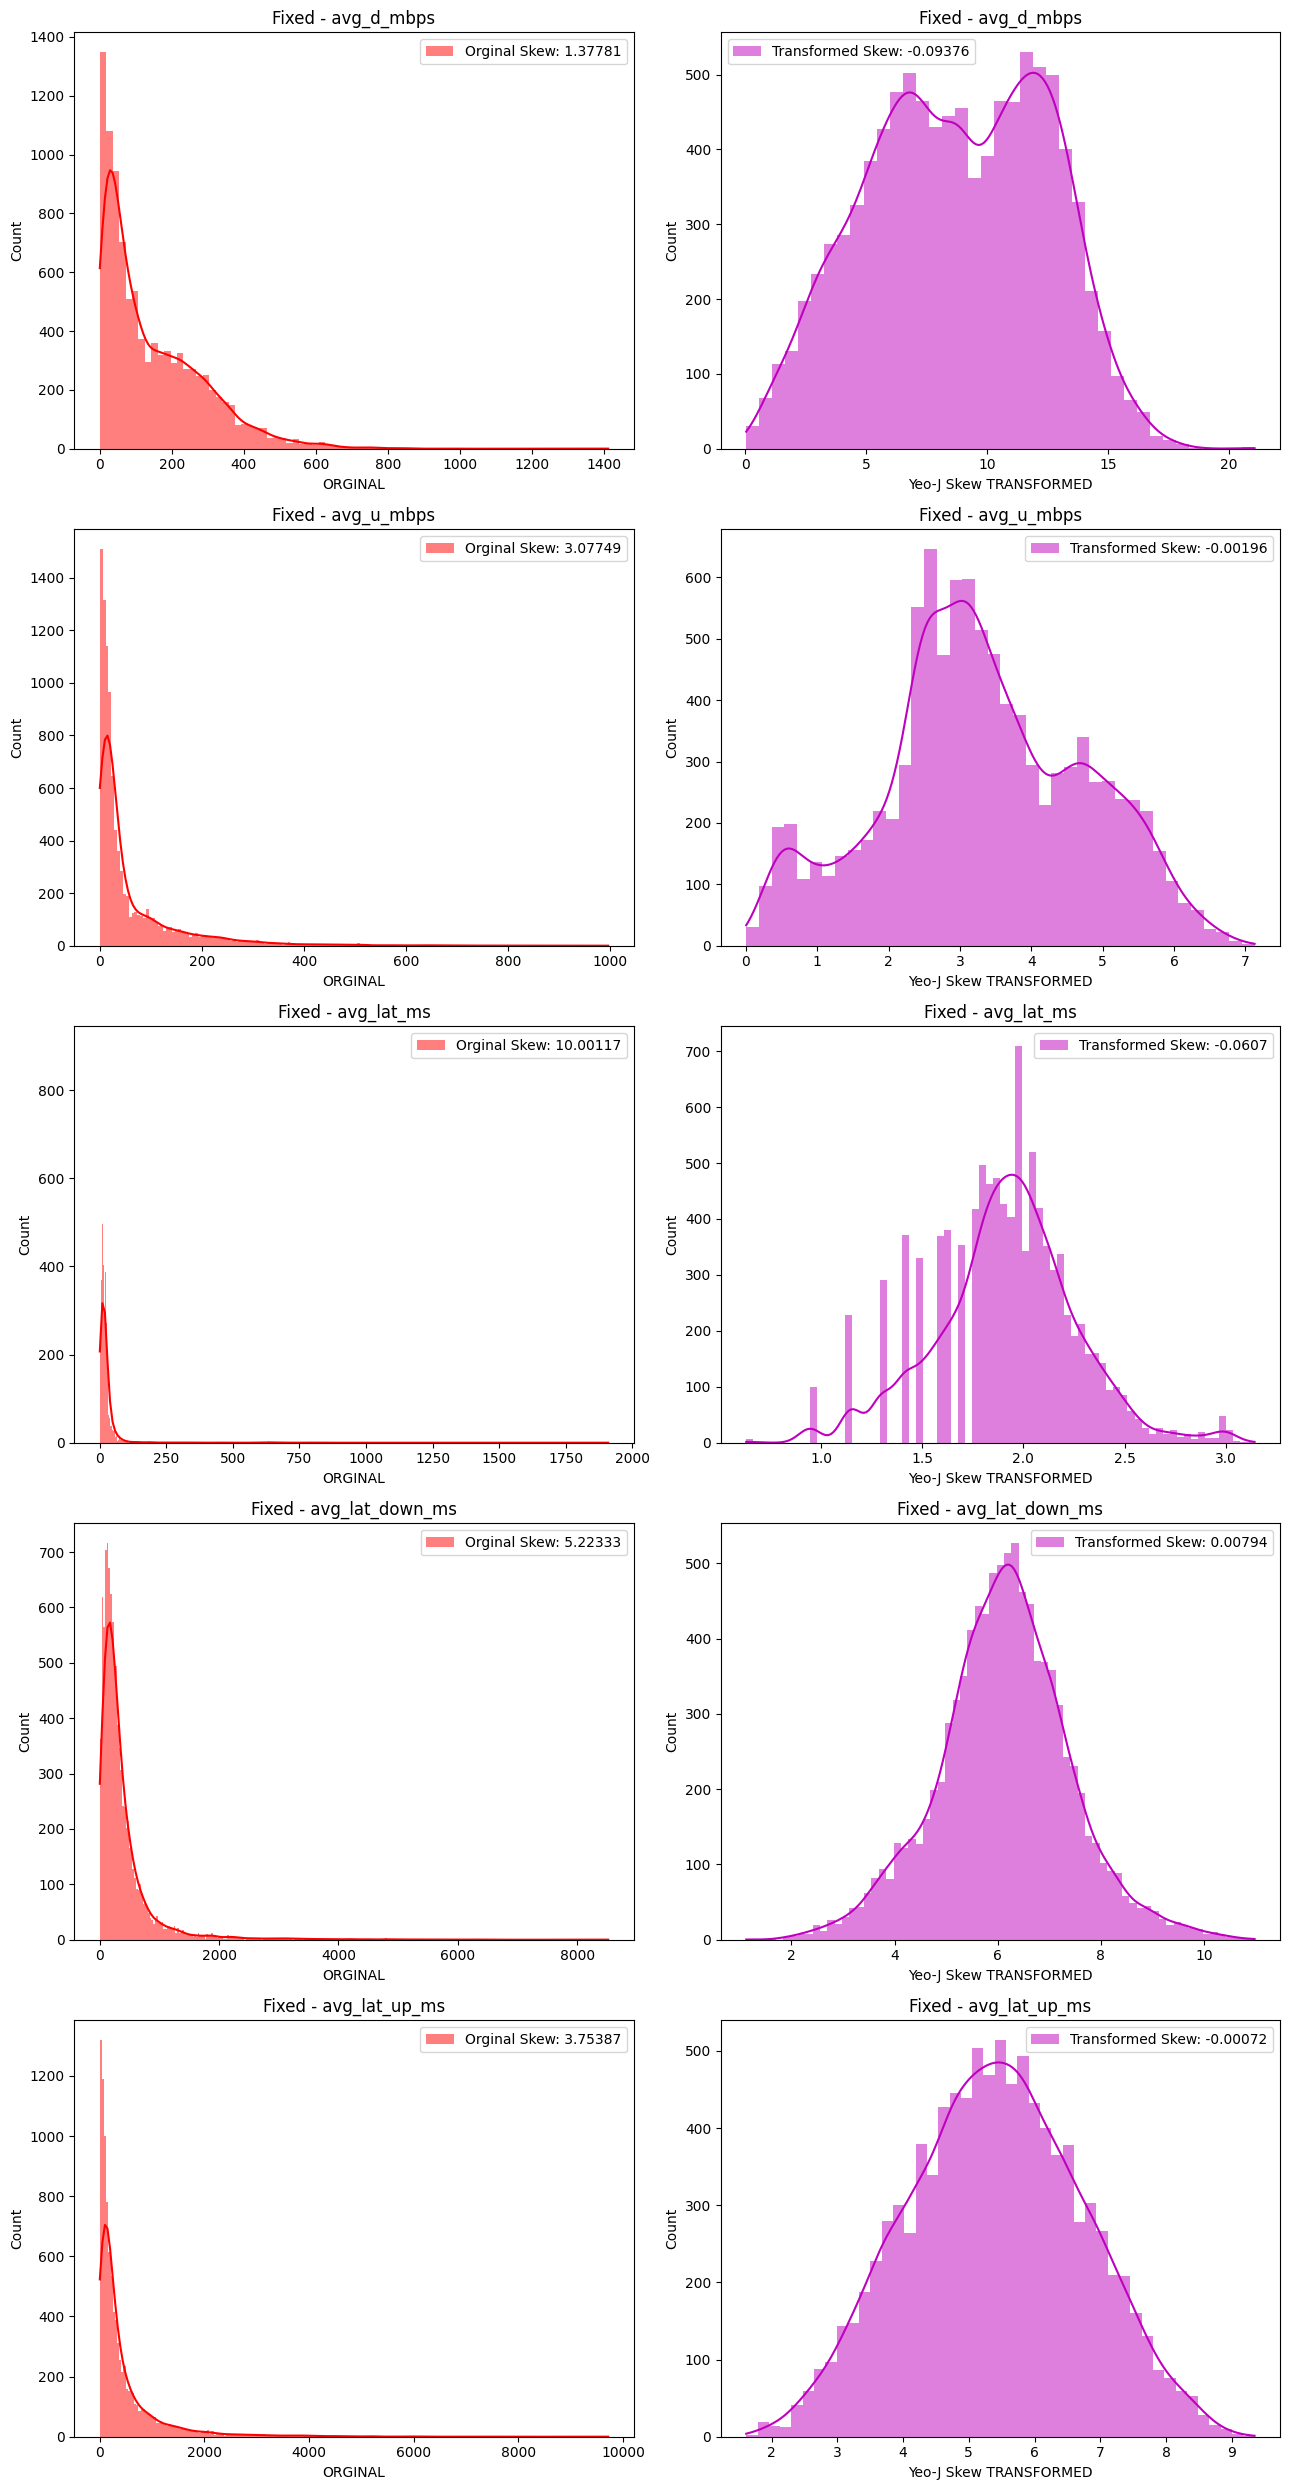 Fixed - avg_d_mbps
Orginal Skew: 1.37781
Count
1400
1200
1000
800
600
400
200
0
0 200 400 600 800 1000 1200 1400
ORGINAL
Fixed - avg_d_mbps
Transformed Skew: -0.09376
Count
500
400
300
200
100
0
0 5 10 15 20
Yeo-J Skew TRANSFORMED
Fixed - avg_u_mbps
Orginal Skew: 3.07749
Count
1400
1200
1000
800
600
400
200
0
0 200 400 600 800 1000
ORGINAL
Fixed - avg_u_mbps
Transformed Skew: -0.00196
Count
600
500
400
300
200
100
0
0 1 2 3 4 5 6 7
Yeo-J Skew TRANSFORMED
Fixed - avg_lat_ms
Orginal Skew: 10.00117
Count
800
600
400
200
0
0 250 500 750 1000 1250 1500 1750 2000
ORGINAL
Fixed - avg_lat_ms
Transformed Skew: -0.0607
Count
700
600
500
400
300
200
100
0
1.0 1.5 2.0 2.5 3.0
Yeo-J Skew TRANSFORMED
Fixed - avg_lat_down_ms
Orginal Skew: 5.22333
Count
700
600
500
400
300
200
100
0
0 2000 4000 6000 8000
ORGINAL
Fixed - avg_lat_down_ms
Transformed Skew: 0.00794
Count
500
400
300
200
100
0
2 4 6 8 10
Yeo-J Skew TRANSFORMED
Fixed - avg_lat_up_ms
Orginal Skew: 3.75387
Count
1200
1000
800
600
400
200
0
0 2000 4000 6000 8000 10000
ORGINAL
Fixed - avg_lat_up_ms
Transformed Skew: -0.00072
Count
500
400
300
200
100
0
2 3 4 5 6 7 8 9
Yeo-J Skew TRANSFORMED